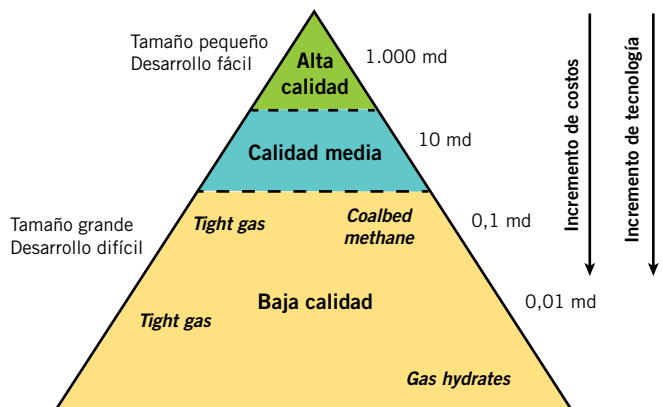 Tamaño pequeño
Desarrollo fácil
Alta
calidad
1.000 md
Calidad media
10 md
Tamaño grande
Desarrollo difícil
Tight gas
Coalbed
methane
0,1 md
Baja calidad
0,01 md
Tight gas
Gas hydrates
Incremento de costos
Incremento de tecnología